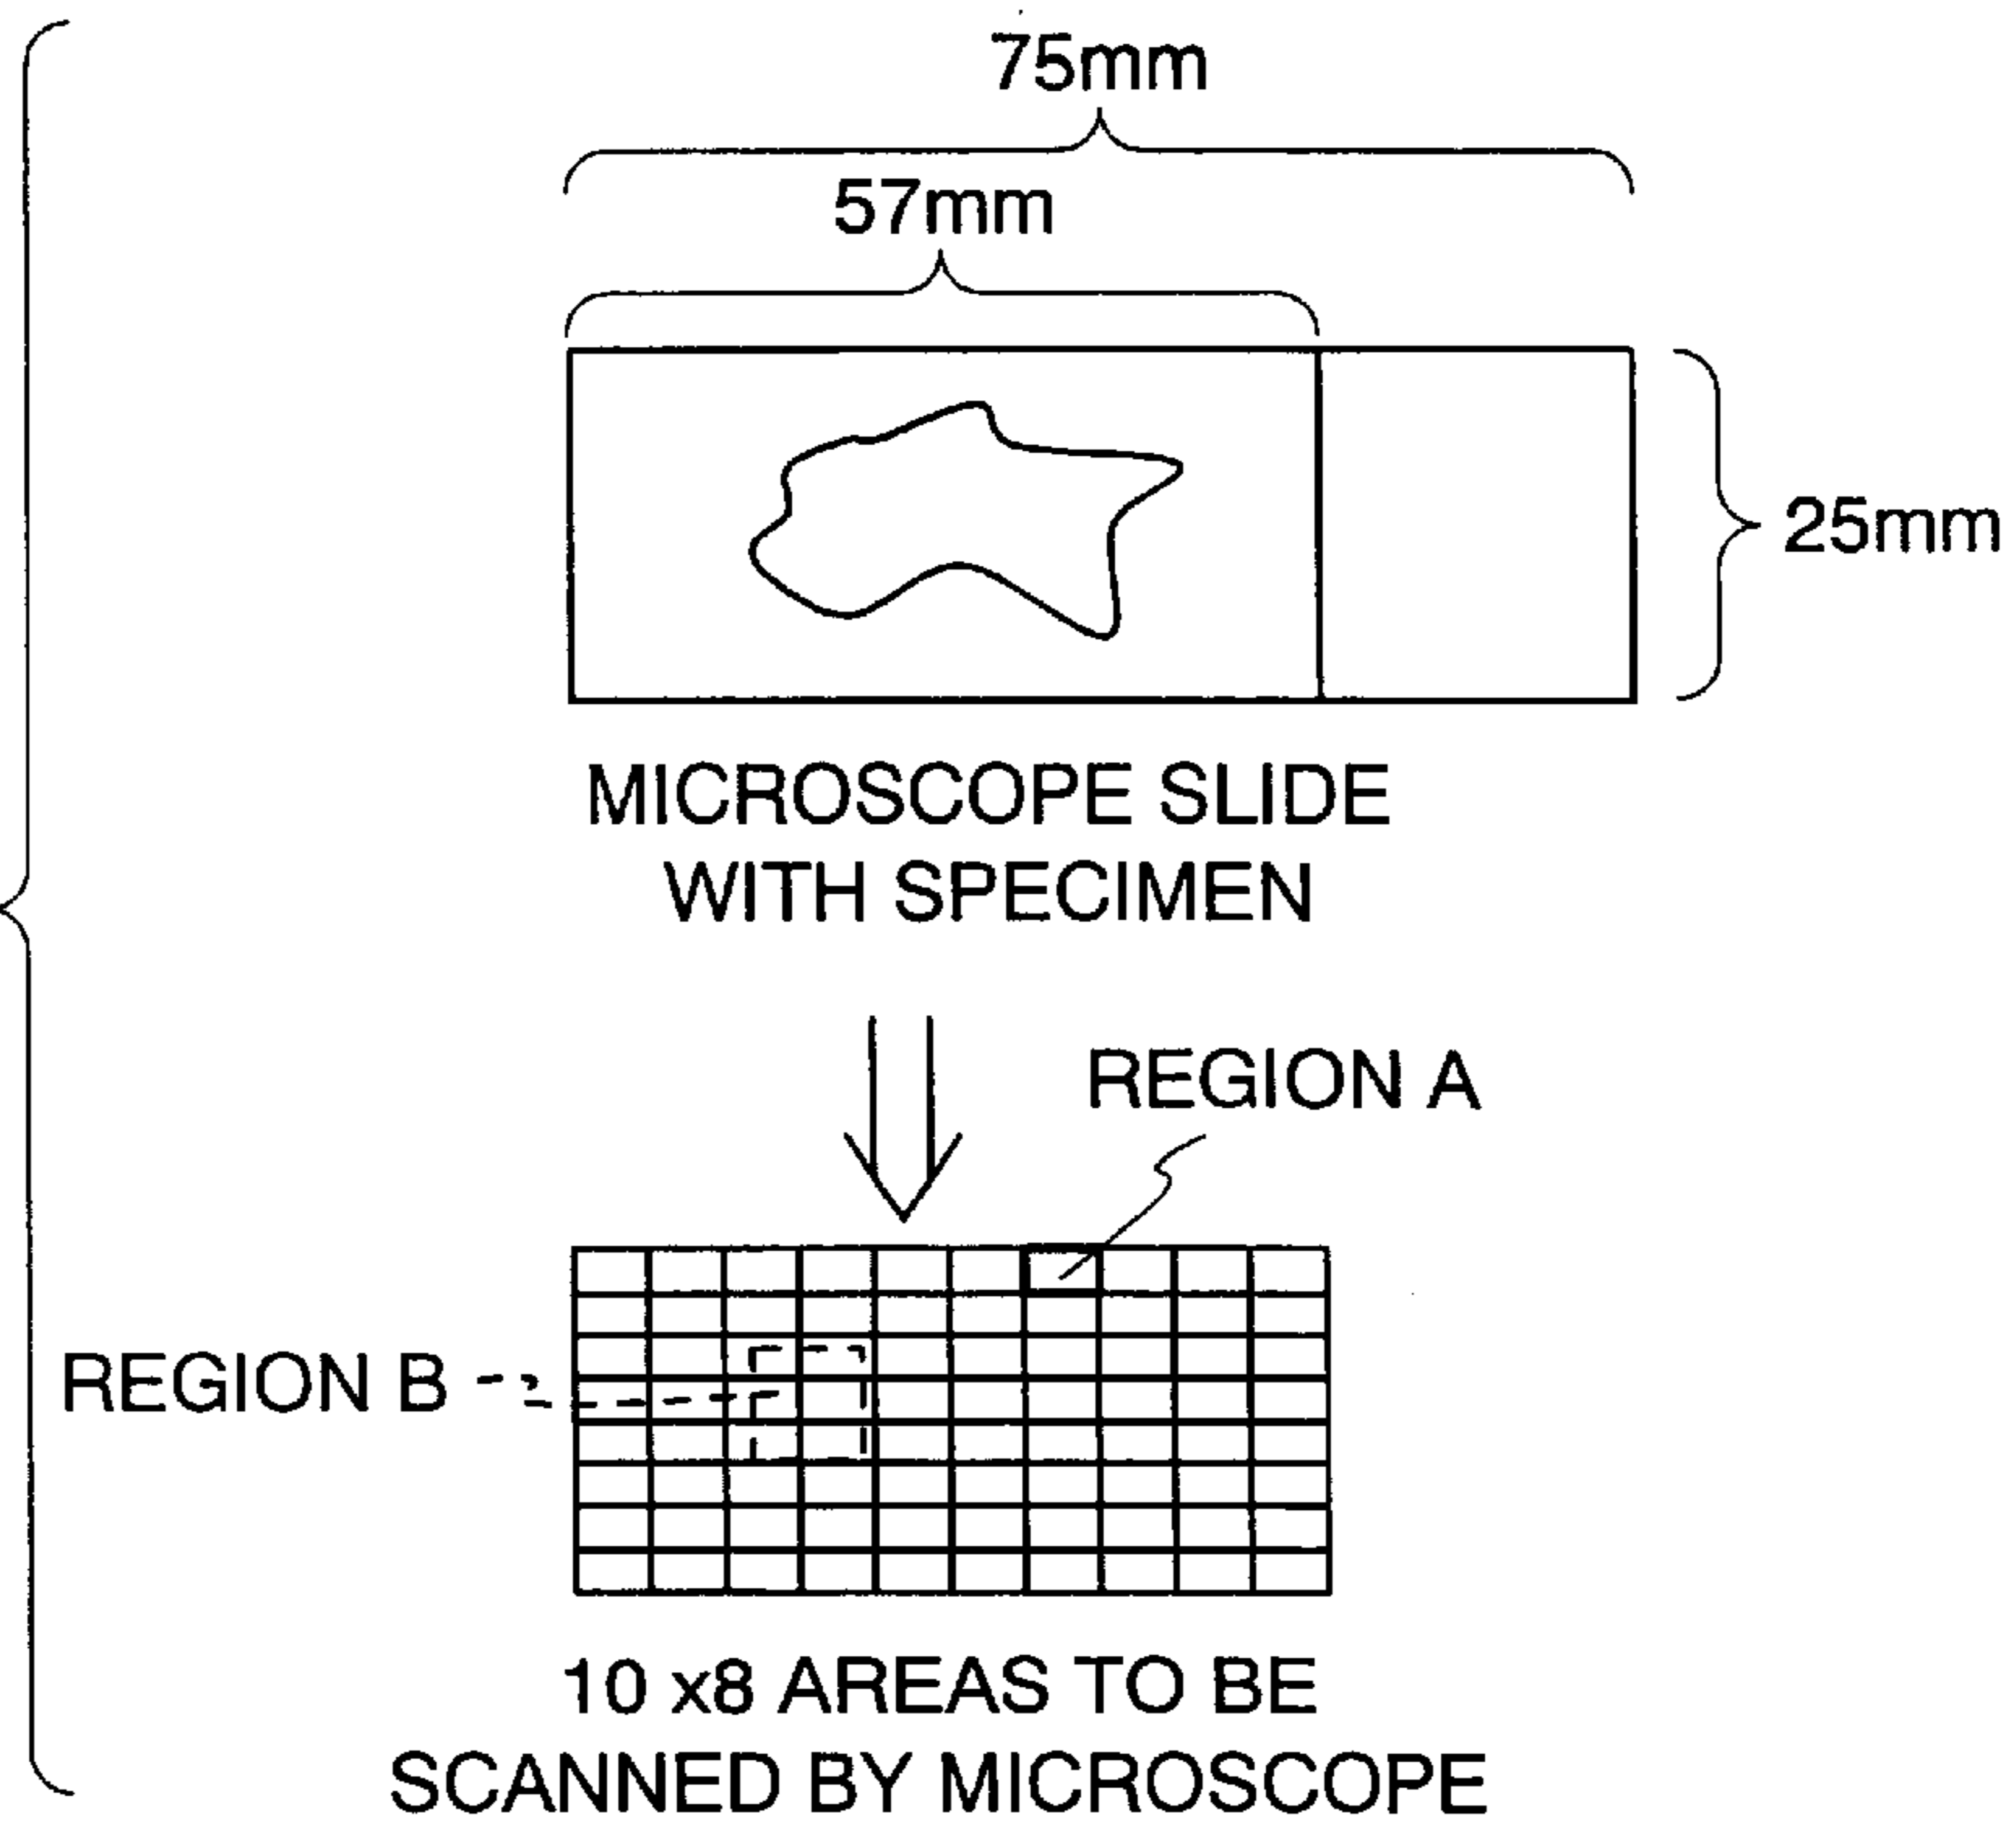 75mm
57mm
25mm
MICROSCOPE SLIDE
WITH SPECIMEN
REGION A
REGION B
10 x8 AREAS TO BE
SCANNED BY MICROSCOPE